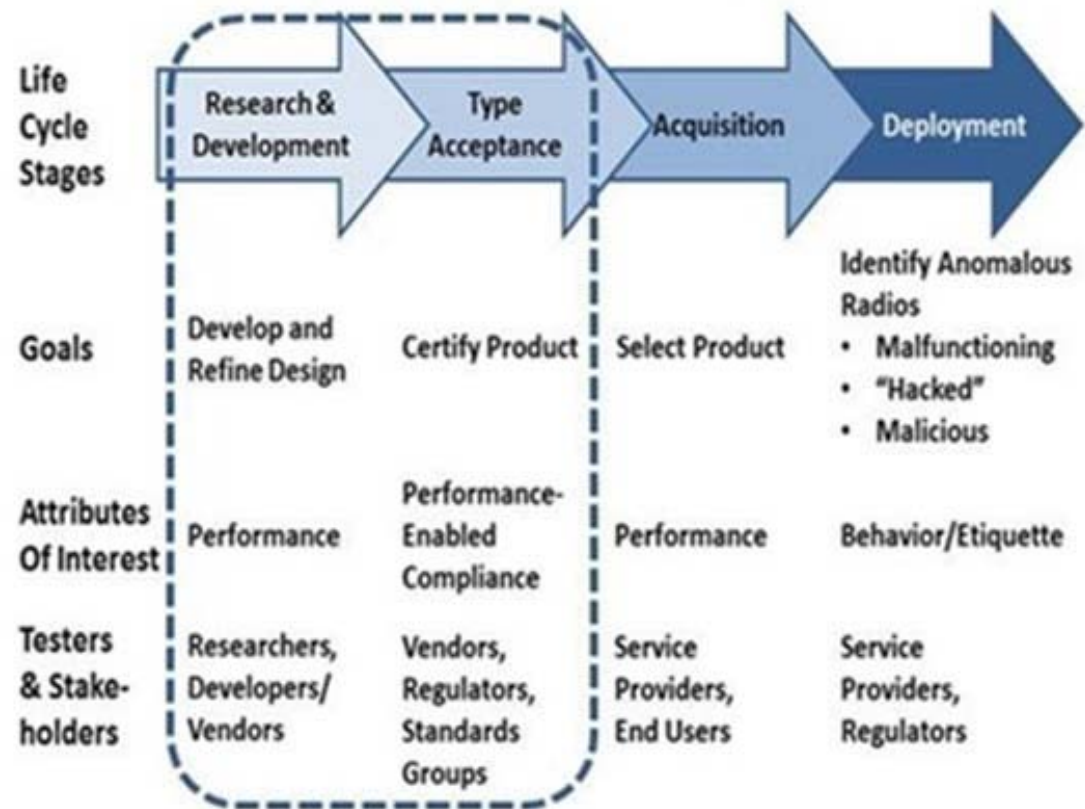 Life
Cycle
Stages
Research &
Development
Type
Acceptance
Acquisition
Deployment
Goals
Develop and
Refine Design
Certify Product
Select Product
Identify Anomalous
Radios
• Malfunctioning
• “Hacked”
• Malicious
Attributes
Of Interest
Performance
Performance-
Enabled
Compliance
Performance
Behavior/Etiquette
Testers
& Stake-
holders
Researchers,
Developers/
Vendors
Vendors,
Regulators,
Standards
Groups
Service
Providers,
End Users
Service
Providers,
Regulators